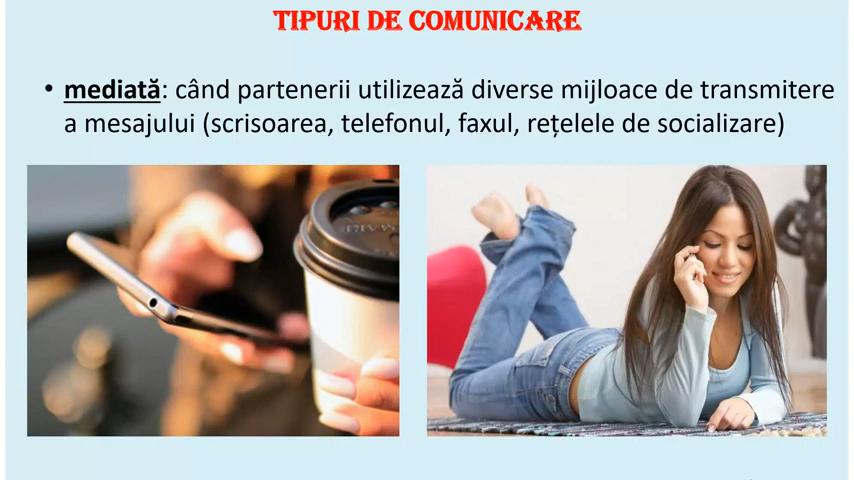 TIPURI DE COMUNICARE
• mediată: când partenerii utilizează diverse mijloace de transmitere
a mesajului (scrisoarea, telefonul, faxul, rețelele de socializare)